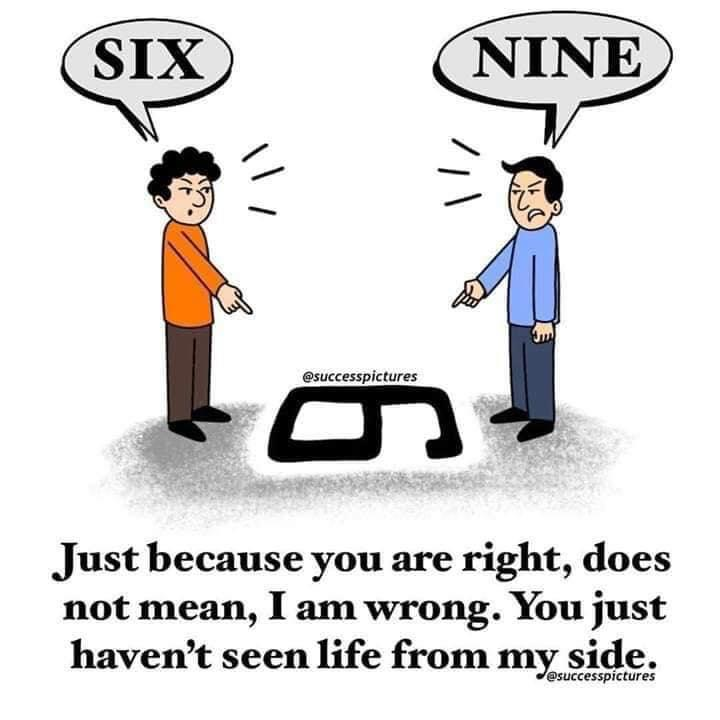 SIX
NINE
@successpictures
6
Just because you are right, does
not mean, I am wrong. You just
haven't seen life from my side.
@successpictures